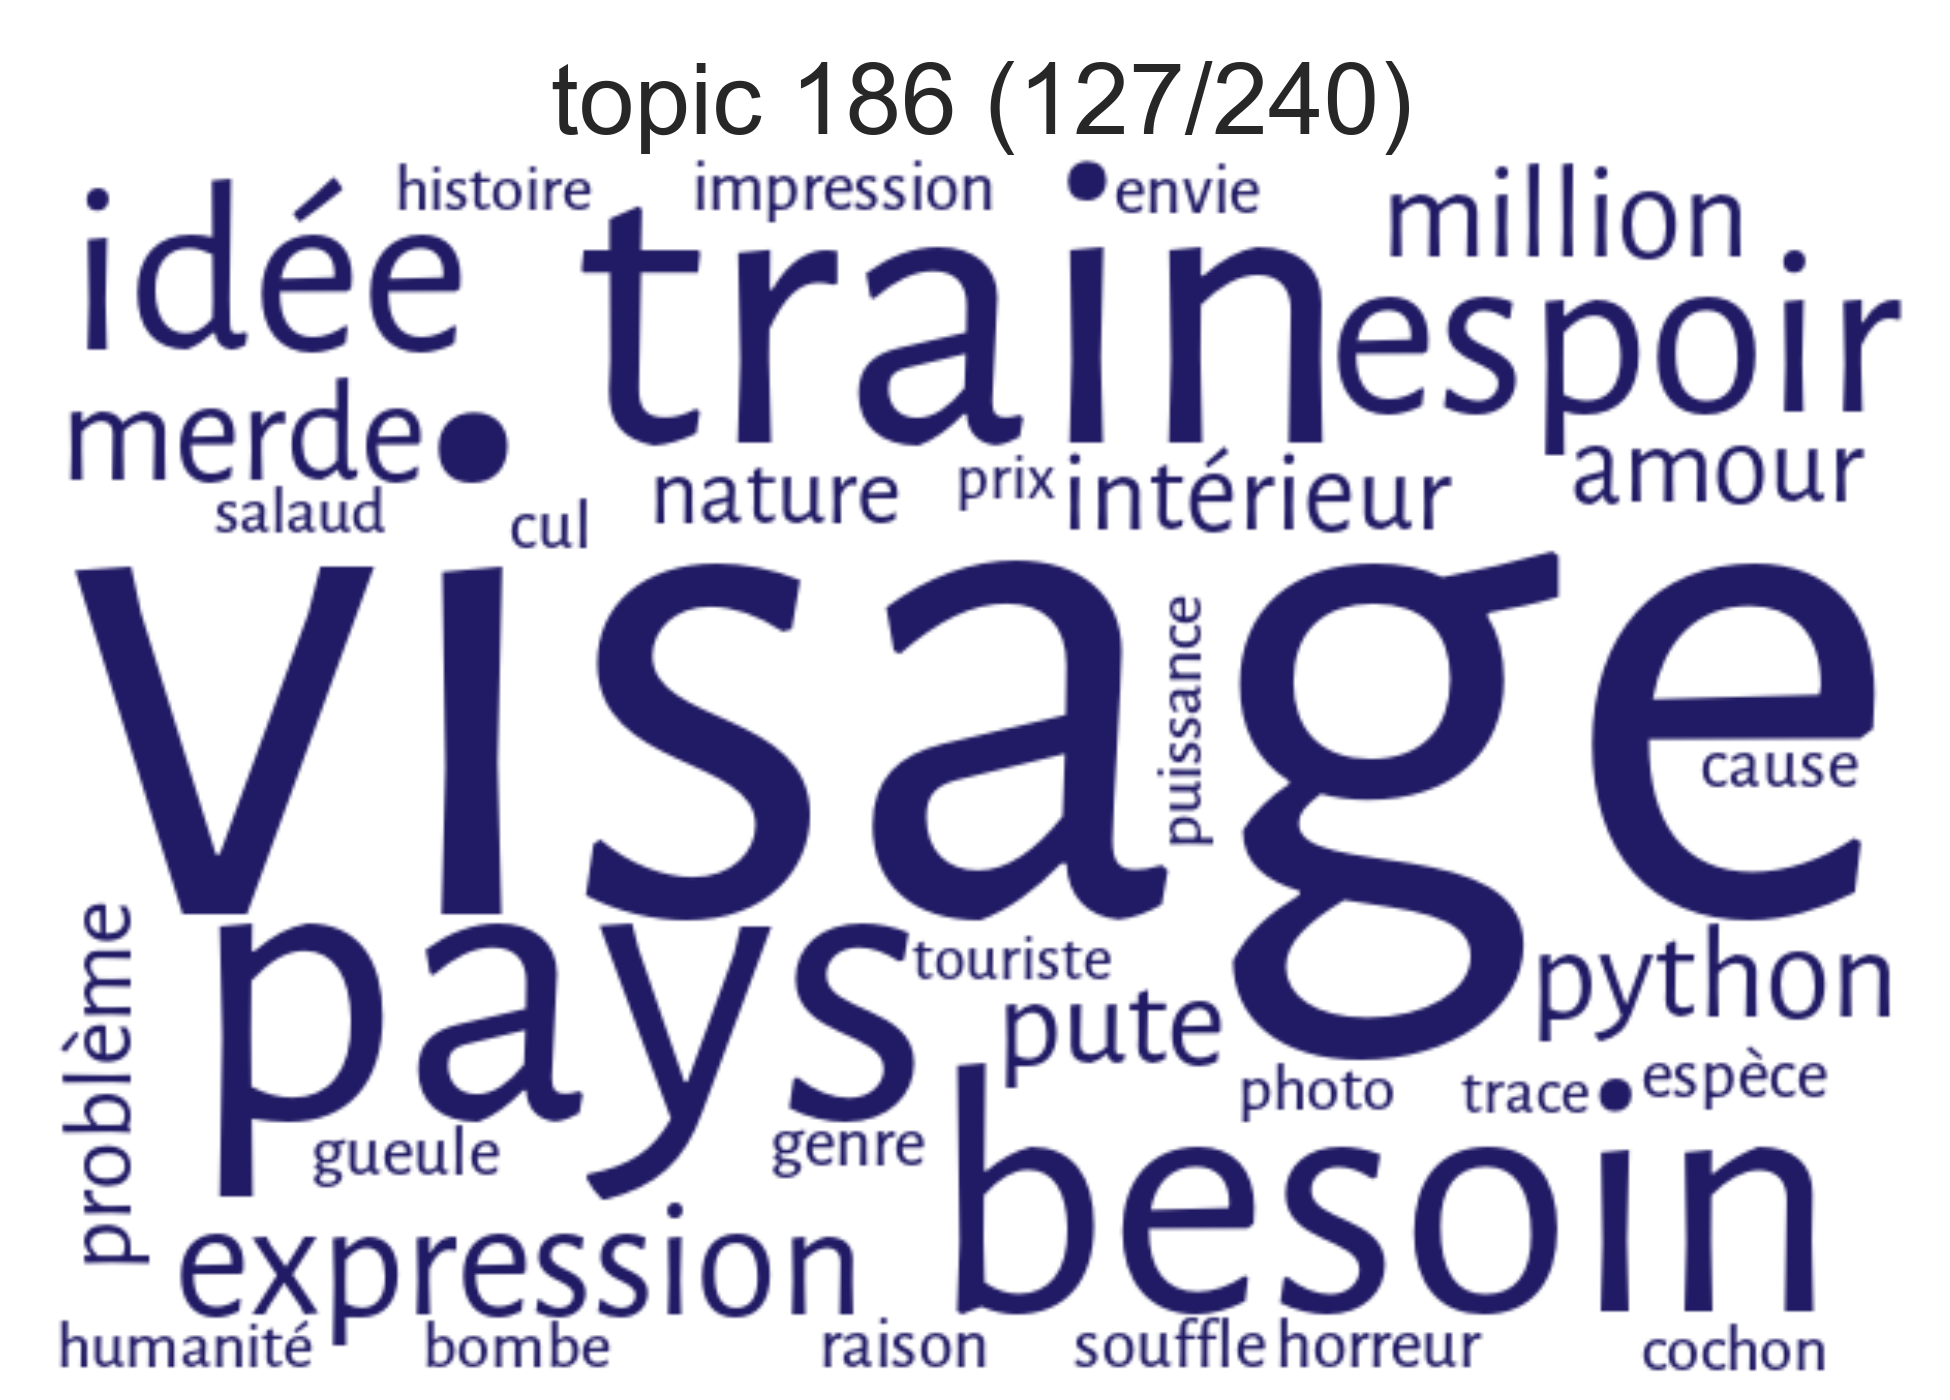 topic 186 (127/240)
histoire impression envie million
idée train espoir
merde amour
salaud cul nature prix intérieur
visage
puissance
cause
problème
pays touriste python
pute
photo trace espèce
gueule genre besoin
expression
humanité bombe raison souffle horreur cochon